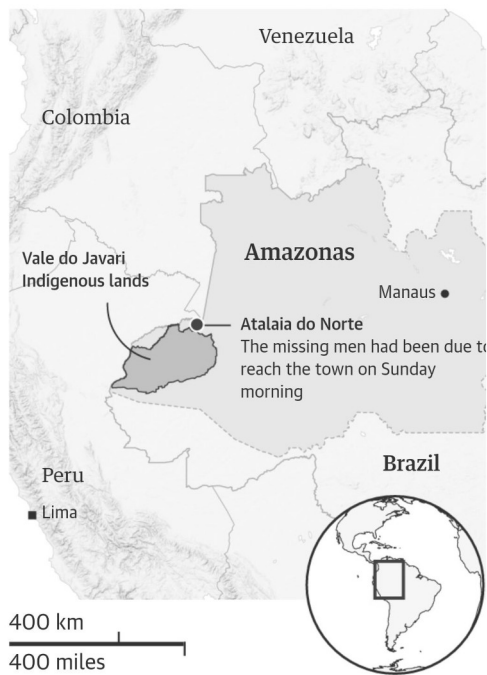 Venezuela
Colombia
Vale do Javari
Indigenous lands
Amazonas
Manaus
Atalaia do Norte
The missing men had been due to
reach the town on Sunday
morning
Brazil
Peru
Lima
400 km
400 miles